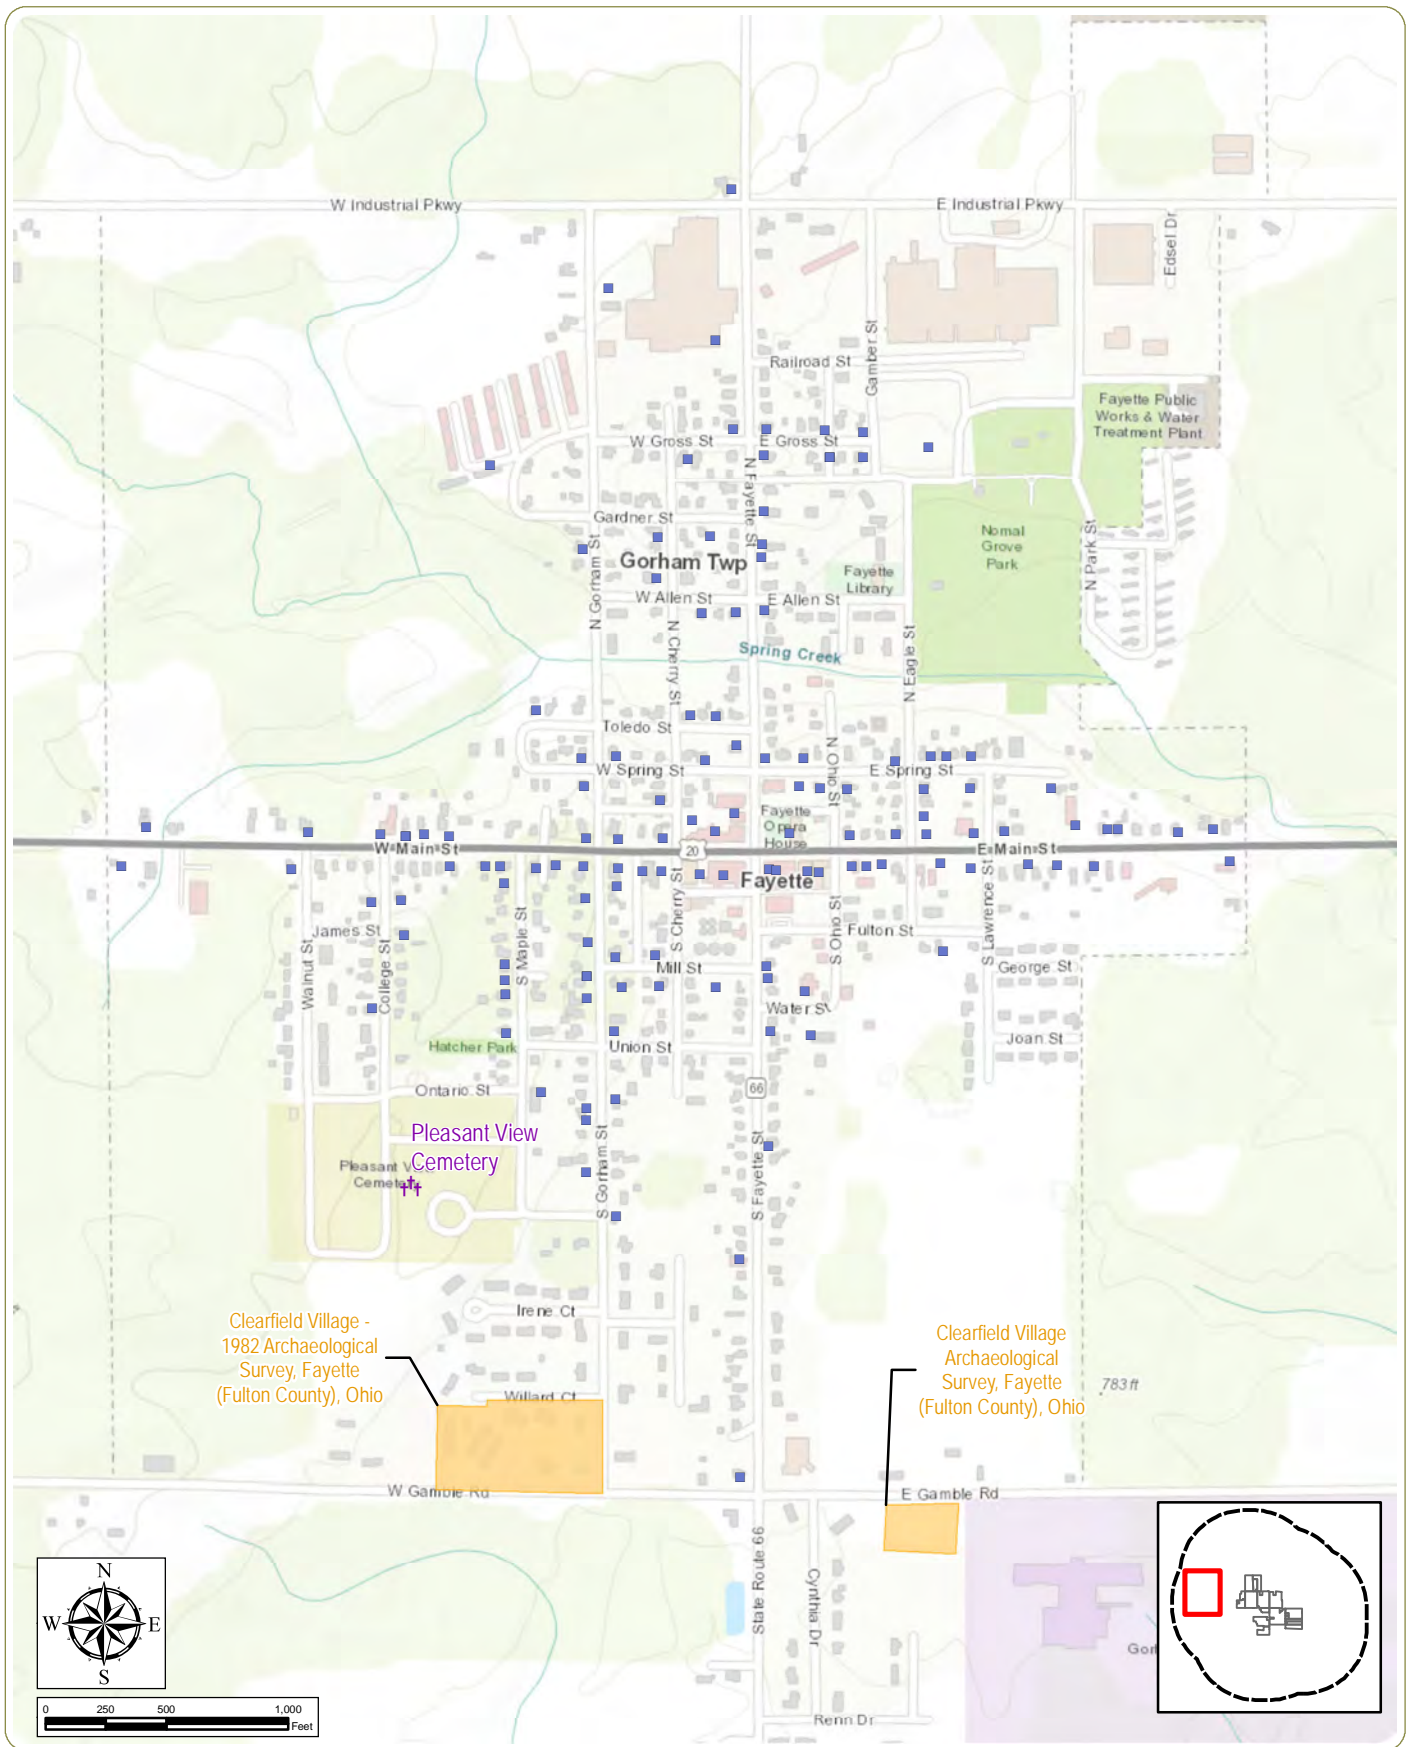 W Industrial Pkwy
E Industrial Pkwy
Edsel Dr
Gamber St
Railroad St
Fayette Public
Works & Water
Treatment Plant
W Gross St
E Gross St
N Fayette St
Gardner St
Nomal
Grove
Park
N Park St
N Gorham St
Gorham Twp
Fayette
Library
W Allen St
E Allen St
N Cherry St
Spring Creek
N Eagle St
Toledo St
N Ohio St
W Spring St
E Spring St
Fayette
Opera
House
W Main St
20
E Main St
Fayette
S Cherry St
S Lawrence St
S Maple St
S Ohio St
James St
Fulton St
Walnut St
College St
Mill St
George St
Water St
Hatcher Park
Union St
Joan St
Ontario St
66
Pleasant View
Cemetery
S Gorham St
S Fayette St
Pleasant View
Cemetery
Irene Ct
Clearfield Village -
1982 Archaeological
Survey, Fayette
(Fulton County), Ohio
Clearfield Village
Archaeological
Survey, Fayette
(Fulton County), Ohio
783 ft
Willard Ct
W Gamble Rd
E Gamble Rd
State Route 66
Cynthia Dr
Gorh
Renn Dr
N
W E
S
0 250 500 1,000
Feet